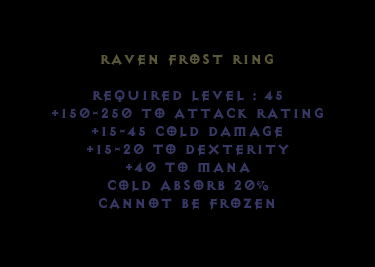 RAVEN FROST RING
REQUIRED LEVEL : 45
+150-250 TO ATTACK RATING
+15-45 COLD DAMAGE
+15-20 TO DEXTERITY
+40 TO MANA
COLD ABSORB 20%
CANNOT BE FROZEN